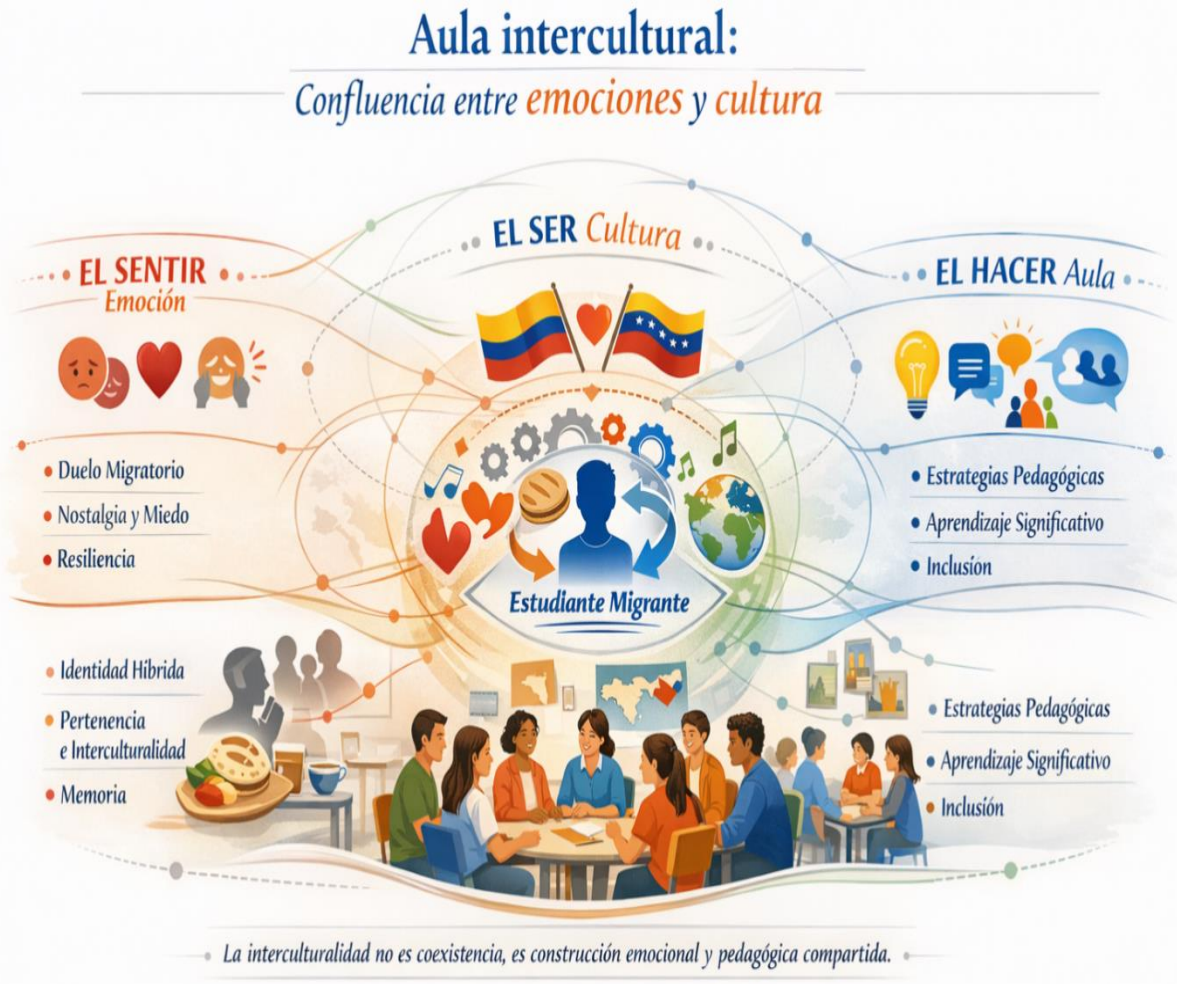 Aula intercultural:
Confluencia entre emociones y cultura
EL SER Cultura
EL SENTIR
Emoción
EL HACER Aula
• Duelo Migratorio
• Nostalgia y Miedo
• Resiliencia
• Estrategias Pedagógicas
• Aprendizaje Significativo
• Inclusión
Estudiante Migrante
• Identidad Híbrida
• Pertenencia
e Interculturalidad
• Memoria
• Estrategias Pedagógicas
• Aprendizaje Significativo
• Inclusión
La interculturalidad no es coexistencia, es construcción emocional y pedagógica compartida.